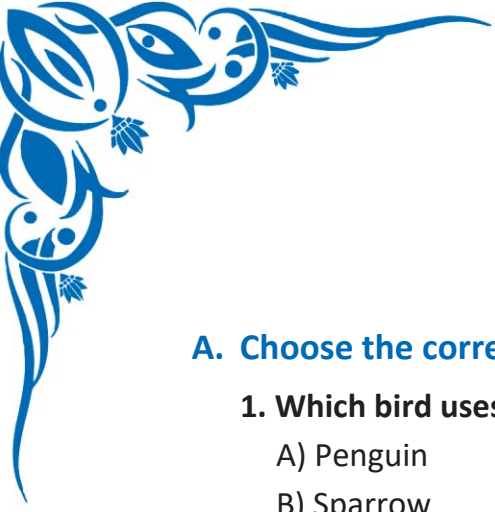 A. Choose the corre
1. Which bird uses
A) Penguin
B) Sparrow